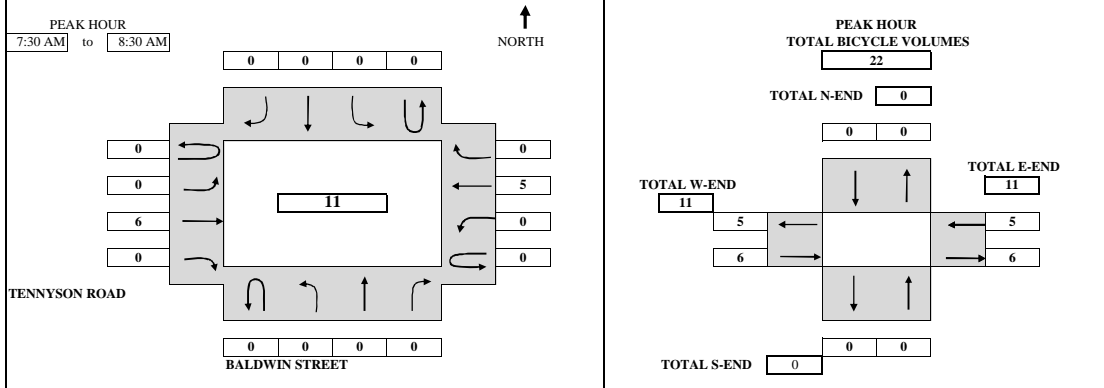 PEAK HOUR
7:30 AM to 8:30 AM
NORTH
0 0 0 0
0 0
0 5
11
6 0
0 0
TENNYSON ROAD
0 0 0 0
BALDWIN STREET
PEAK HOUR
TOTAL BICYCLE VOLUMES
22
TOTAL N-END 0
0 0
TOTAL W-END
11
TOTAL E-END
11
5 5
6 6
0 0
TOTAL S-END 0